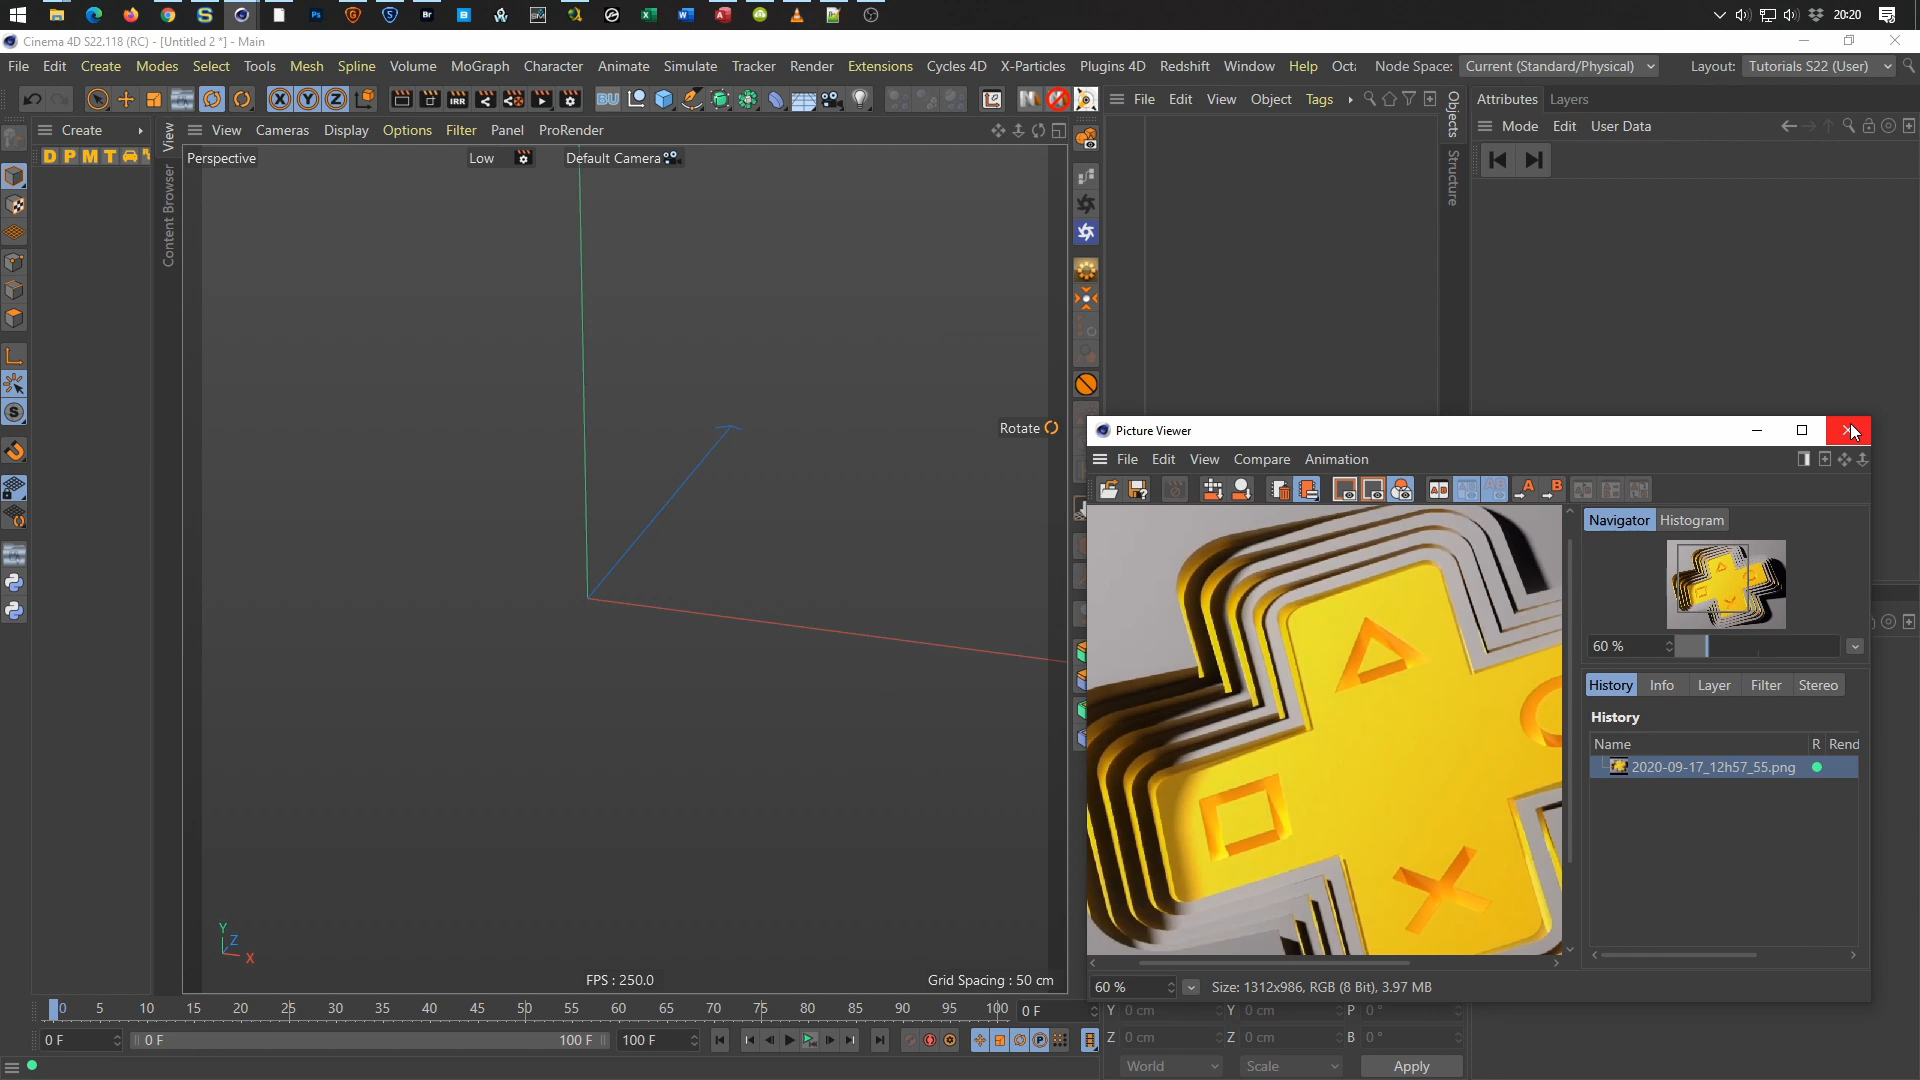 20:20
Cinema 4D S22.118 (RC) - [Untitled 2 *] - Main
File Edit Create Modes Select Tools Mesh Spline Volume MoGraph Character Animate Simulate Tracker Render Extensions Cycles 4D X-Particles Plugins 4D Redshift Window Help Octa Node Space: Current (Standard/Physical) Layout: Tutorials S22 (User)
X Y Z IRR BU File Edit View Object Tags Objects Attributes Layers
Create View View Cameras Display Options Filter Panel ProRender Mode Edit User Data
D P M T
Perspective Low Default Camera
Structure
Content Browser
Rotate
Picture Viewer
File Edit View Compare Animation
AB A B
Navigator Histogram
60 %
History Info Layer Filter Stereo
History
Name R Rend
2020-09-17_12h57_55.png
Y
Z
X
FPS : 250.0 Grid Spacing : 50 cm
60 % Size: 1312x986, RGB (8 Bit), 3.97 MB
0 5 10 15 20 25 30 35 40 45 50 55 60 65 70 75 80 85 90 95 100 0 F Y 0 cm Y 0 cm P 0 °
0 F 0 F 100 F 100 F Z 0 cm Z 0 cm B 0 °
World Scale Apply